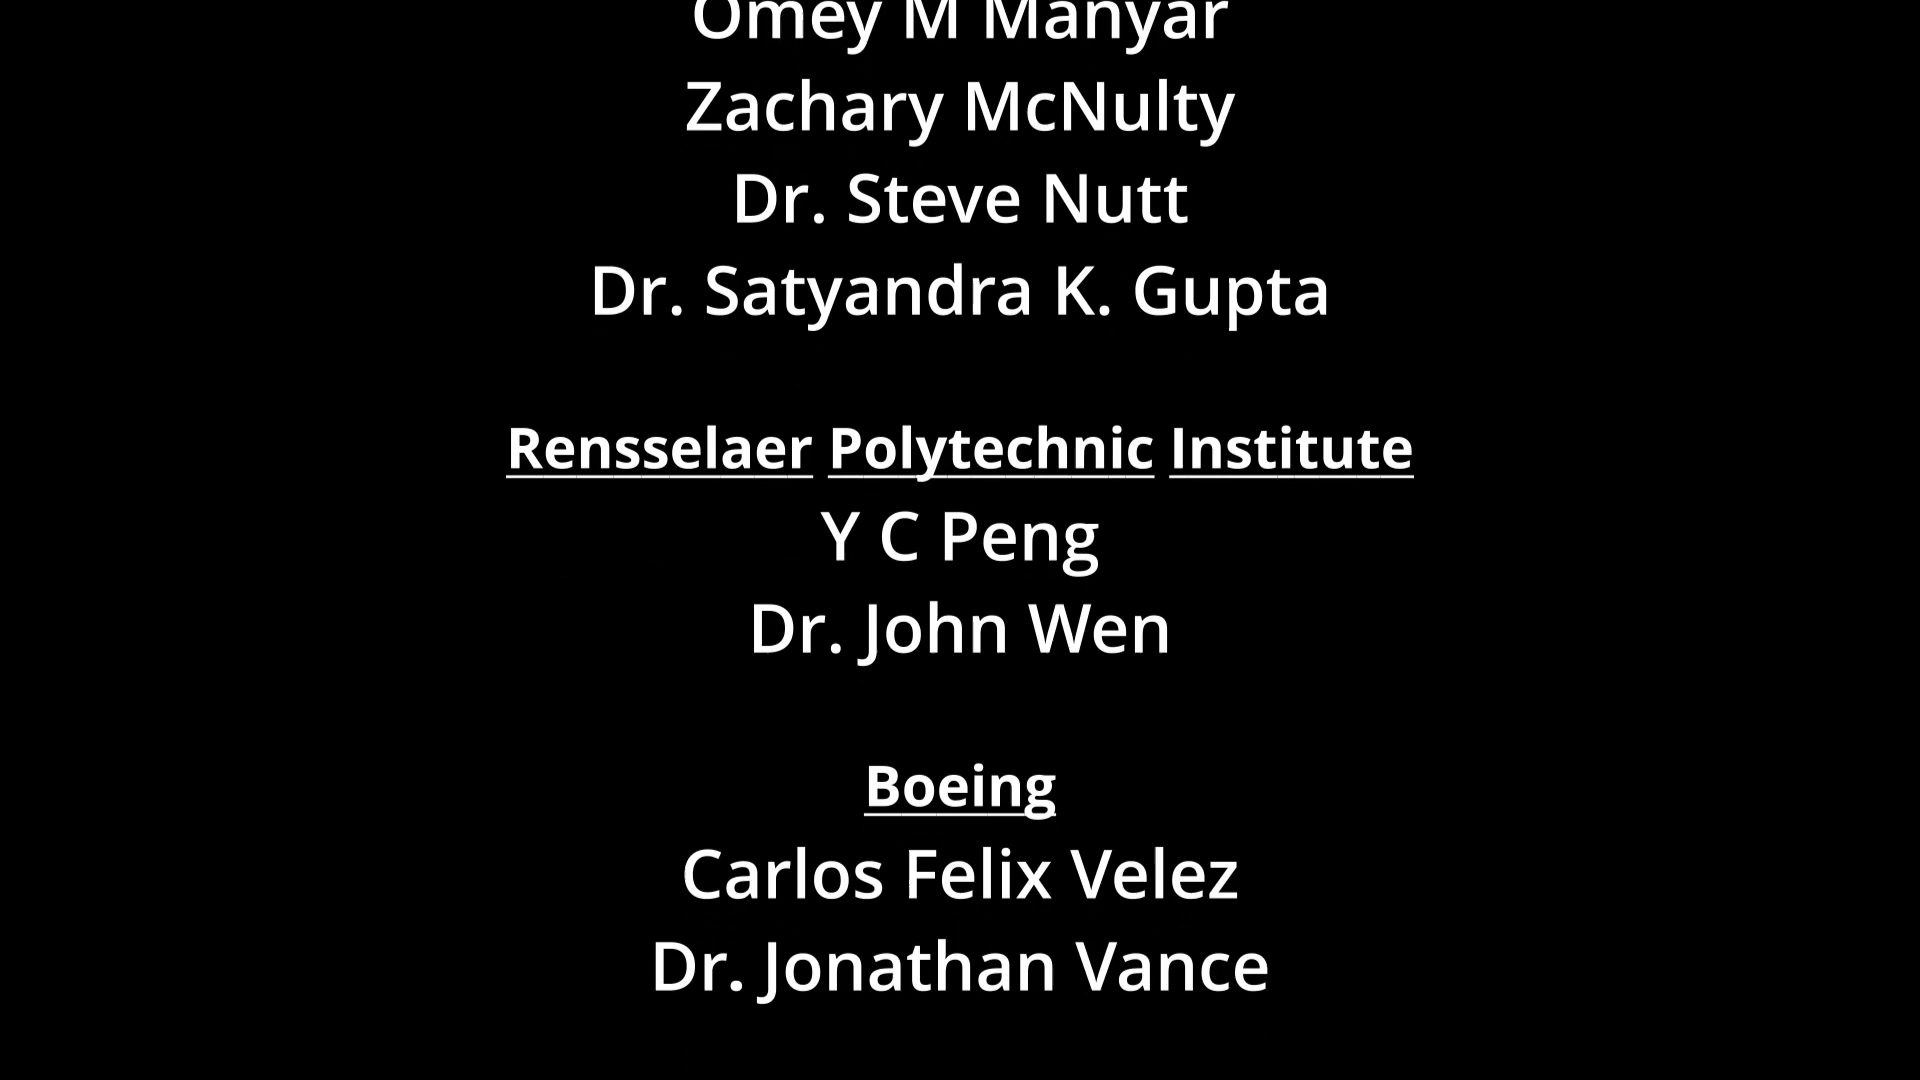 Omey M Manyar
Zachary McNulty
Dr. Steve Nutt
Dr. Satyandra K. Gupta
Rensselaer Polytechnic Institute
Y C Peng
Dr. John Wen
Boeing
Carlos Felix Velez
Dr. Jonathan Vance